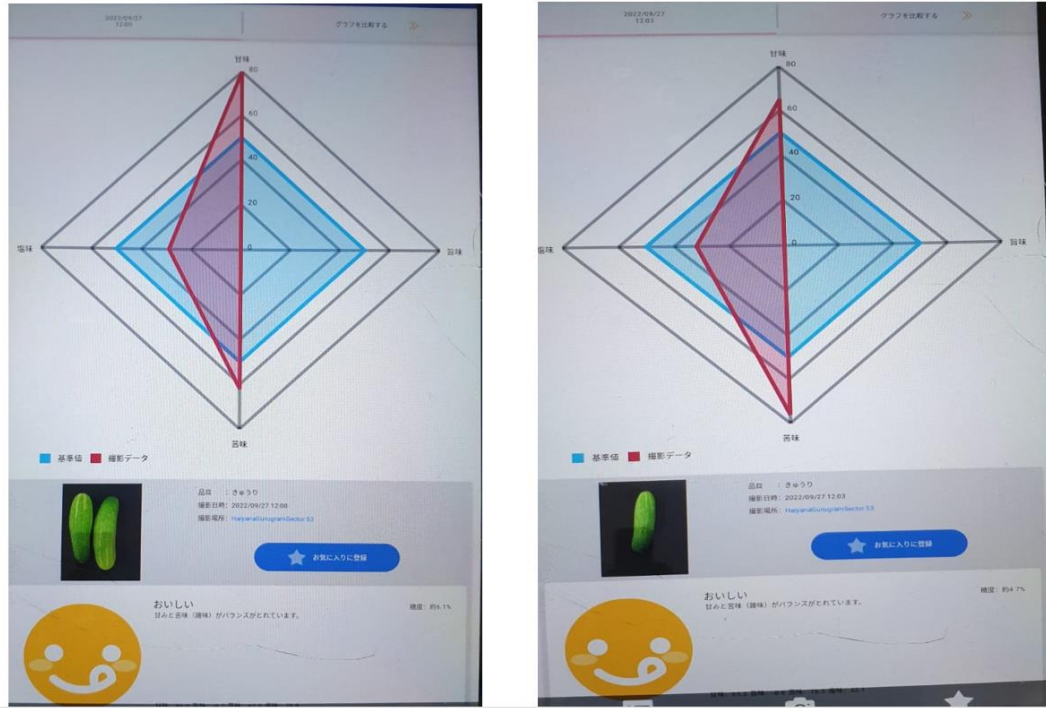 2022/09/27
12:00
グラフを比較する
甘味
80
60
40
20
0
塩味
旨味
苦味
基準値 撮影データ
品目 : きゅうり
撮影日時: 2022/09/27 12:00
撮影場所: HaryanaGurugramSector 53
お気に入りに登録
おいしい
甘みと苦味（雑味）がバランスがとれています。
糖度: 約5.1%
2022/09/27
12:03
グラフを比較する
甘味
80
60
40
20
0
塩味
旨味
苦味
基準値 撮影データ
品目 : きゅうり
撮影日時: 2022/09/27 12:03
撮影場所: HaryanaGurugramSector 53
お気に入りに登録
おいしい
甘みと苦味（雑味）がバランスがとれています。
糖度: 約4.7%